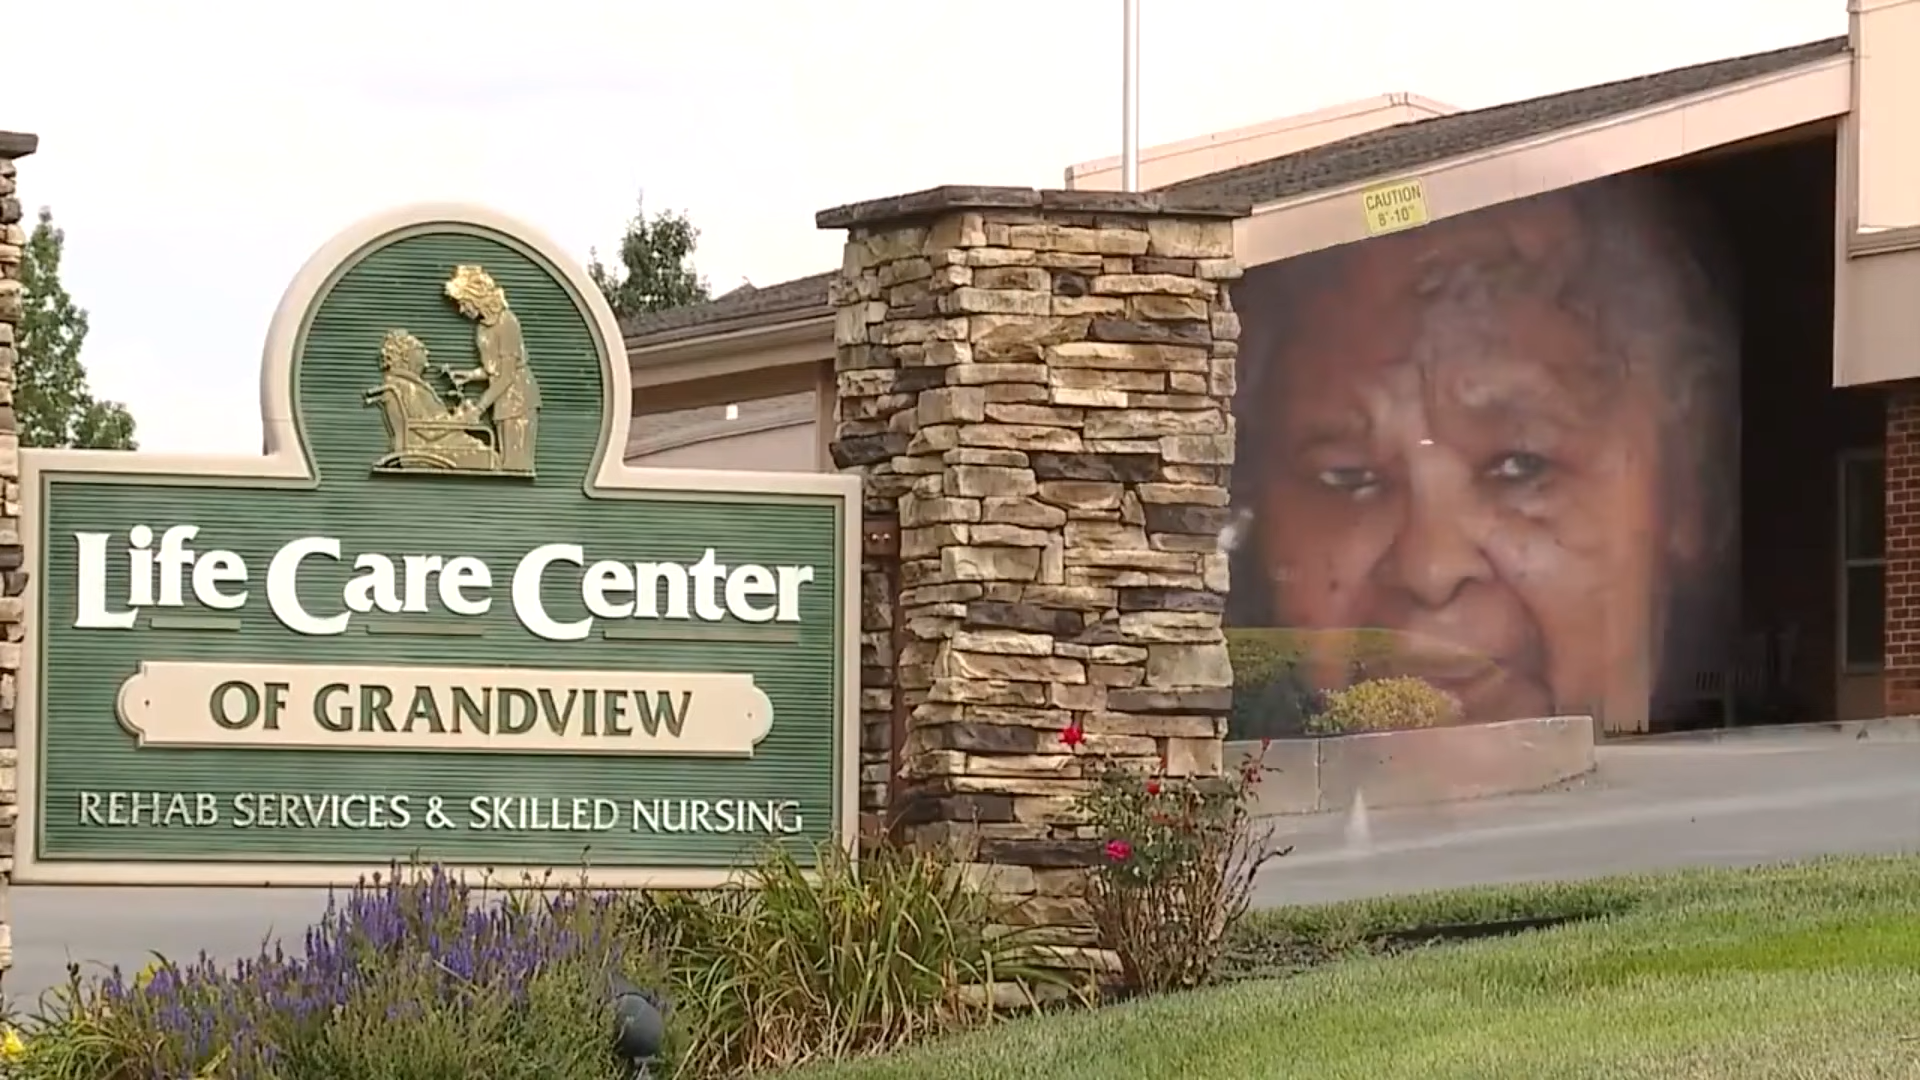 CAUTION
8'-10"
Life Care Center
OF GRANDVIEW
REHAB SERVICES & SKILLED NURSING